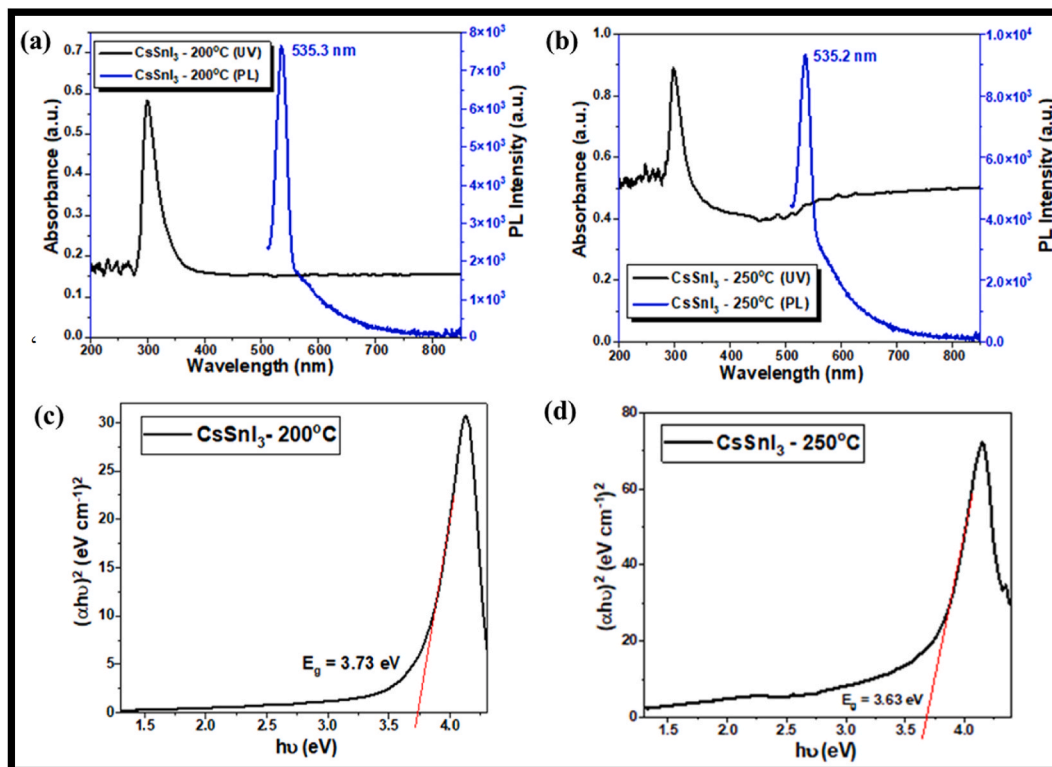 (a)
CsSnI₃ - 200°C (UV)
CsSnI₃ - 200°C (PL)
535.3 nm
Absorbance (a.u.)
0.7
0.6
0.5
0.4
0.3
0.2
0.1
0.0
8×10³
7×10³
6×10³
5×10³
4×10³
3×10³
2×10³
1×10³
0
PL Intensity (a.u.)
200 300 400 500 600 700 800
Wavelength (nm)
(b)
535.2 nm
CsSnI₃ - 250°C (UV)
CsSnI₃ - 250°C (PL)
Absorbance (a.u.)
1.0
0.8
0.6
0.4
0.2
0.0
1.0×10⁴
8.0×10³
6.0×10³
4.0×10³
2.0×10³
0.0
PL Intensity (a.u.)
200 300 400 500 600 700 800
Wavelength (nm)
(c)
CsSnI₃- 200°C
(αhυ)² (eV cm⁻¹)²
30
25
20
15
10
5
0
E_g = 3.73 eV
1.5 2.0 2.5 3.0 3.5 4.0
hυ (eV)
(d)
CsSnI₃ - 250°C
(αhυ)² (eV cm⁻¹)²
80
60
40
20
0
E_g = 3.63 eV
1.5 2.0 2.5 3.0 3.5 4.0
hυ (eV)